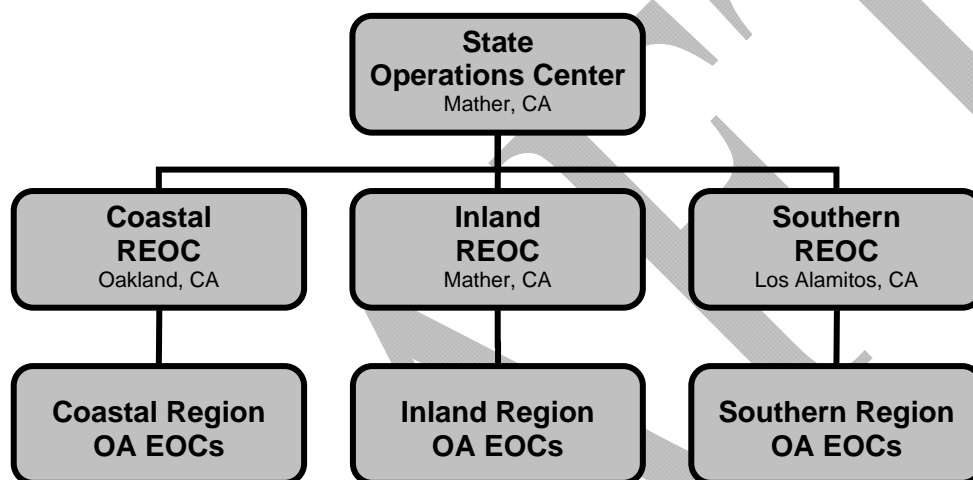 State
Operations Center
Mather, CA
Coastal
REOC
Oakland, CA
Inland
REOC
Mather, CA
Southern
REOC
Los Alamitos, CA
Coastal Region
OA EOCs
Inland Region
OA EOCs
Southern Region
OA EOCs